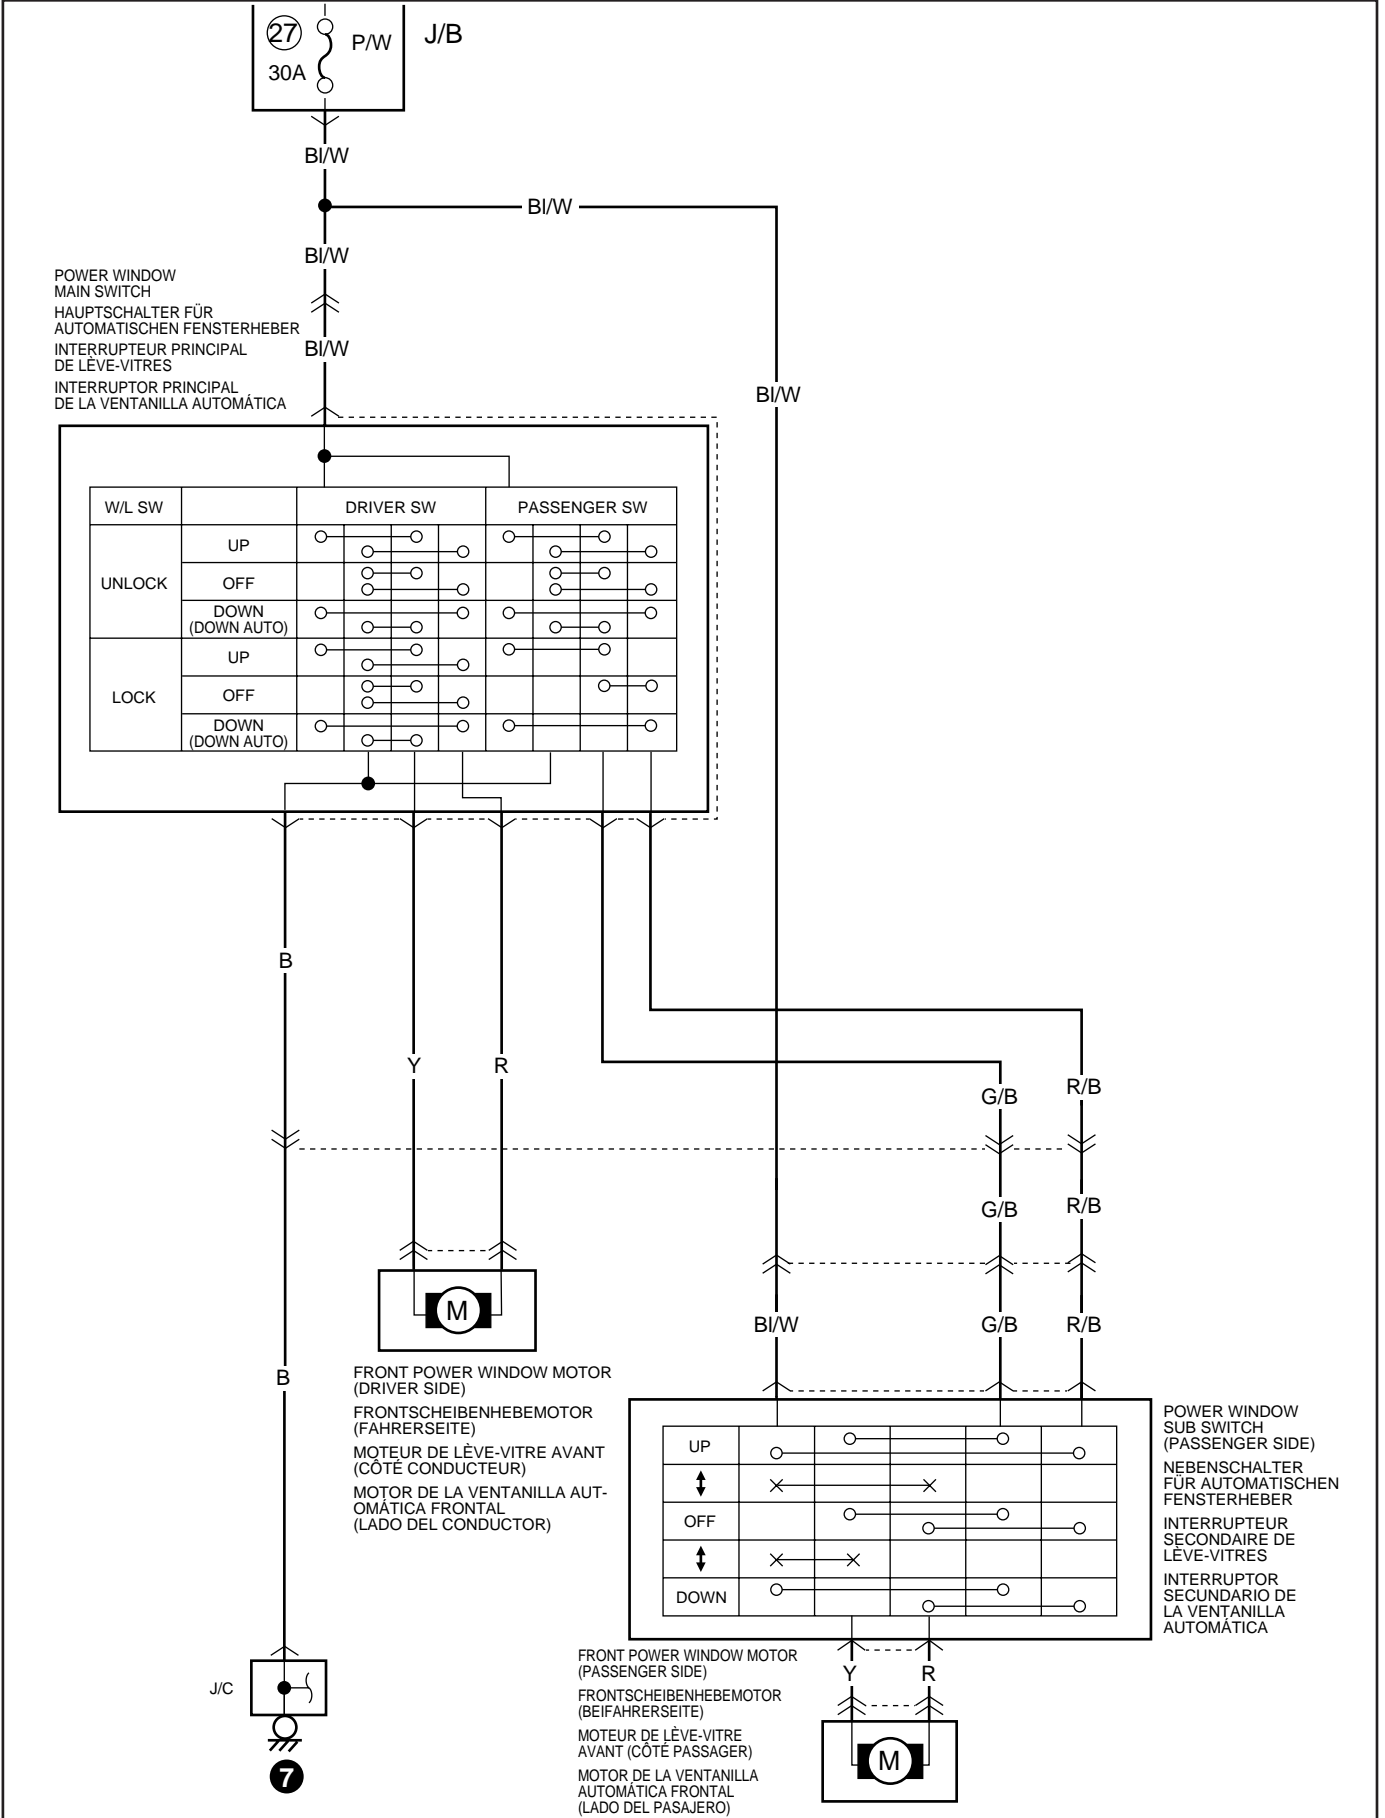 27
P/W
J/B
30A
Bl/W
Bl/W
Bl/W
POWER WINDOW
MAIN SWITCH
HAUPTSCHALTER FÜR
AUTOMATISCHEN FENSTERHEBER
INTERRUPTEUR PRINCIPAL
DE LÈVE-VITRES
INTERRUPTOR PRINCIPAL
DE LA VENTANILLA AUTOMÁTICA
Bl/W
Bl/W
W/L SW
DRIVER SW
PASSENGER SW
UNLOCK
UP
OFF
DOWN
(DOWN AUTO)
LOCK
UP
OFF
DOWN
(DOWN AUTO)
B
Y
R
G/B
R/B
G/B
R/B
M
Bl/W
G/B
R/B
B
FRONT POWER WINDOW MOTOR
(DRIVER SIDE)
FRONTSCHEIBENHEBEMOTOR
(FAHRERSEITE)
MOTEUR DE LÈVE-VITRE AVANT
(CÔTÉ CONDUCTEUR)
MOTOR DE LA VENTANILLA AUT-
OMÁTICA FRONTAL
(LADO DEL CONDUCTOR)
UP
OFF
DOWN
POWER WINDOW
SUB SWITCH
(PASSENGER SIDE)
NEBENSCHALTER
FÜR AUTOMATISCHEN
FENSTERHEBER
INTERRUPTEUR
SECONDAIRE DE
LÈVE-VITRES
INTERRUPTOR
SECUNDARIO DE
LA VENTANILLA
AUTOMÁTICA
FRONT POWER WINDOW MOTOR
(PASSENGER SIDE)
FRONTSCHEIBENHEBEMOTOR
(BEIFAHRERSEITE)
MOTEUR DE LÈVE-VITRE
AVANT (CÔTÉ PASSAGER)
MOTOR DE LA VENTANILLA
AUTOMÁTICA FRONTAL
(LADO DEL PASAJERO)
Y
R
M
J/C
7